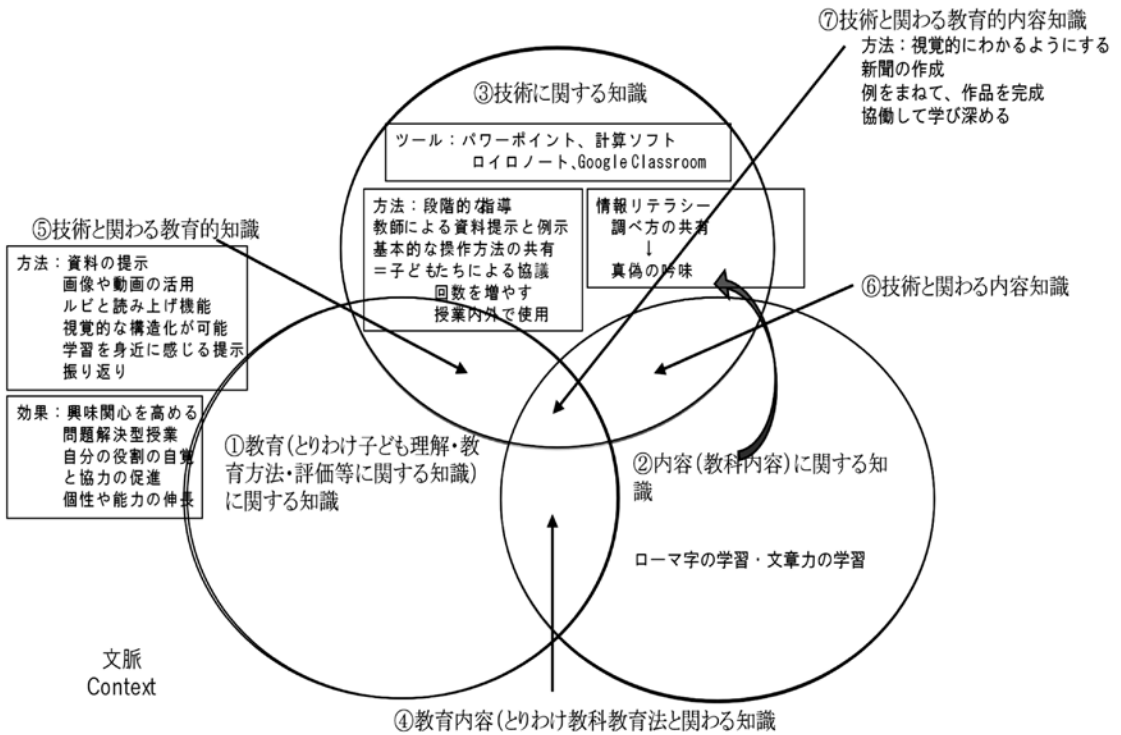 ⑦技術と関わる教育的内容知識
方法：視覚的にわかるようにする
新聞の作成
例をまねて、作品を完成
協働して学び深める
③技術に関する知識
ツール：パワーポイント、計算ソフト
ロイロノート、Google Classroom
方法：段階的な指導
教師による資料提示と例示
基本的な操作方法の共有
＝子どもたちによる協議
回数を増やす
授業内外で使用
情報リテラシー
調べ方の共有
↓
真偽の吟味
⑤技術と関わる教育的知識
方法：資料の提示
画像や動画の活用
ルビと読み上げ機能
視覚的な構造化が可能
学習を身近に感じる提示
振り返り
効果：興味関心を高める
問題解決型授業
自分の役割の自覚
と協力の促進
個性や能力の伸長
⑥技術と関わる内容知識
①教育（とりわけ子ども理解・教
育方法・評価等に関する知識）
に関する知識
②内容（教科内容）に関する知
識
ローマ字の学習・文章力の学習
文脈
Context
④教育内容（とりわけ教科教育法と関わる知識